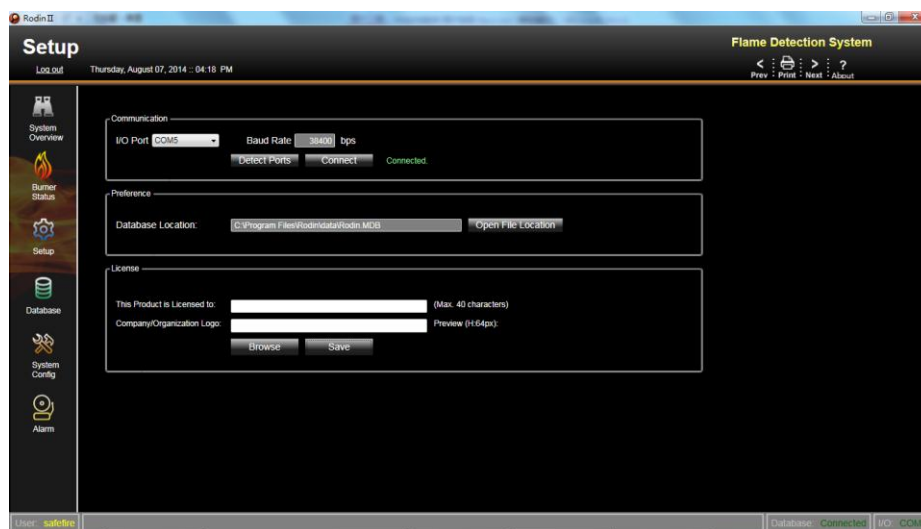 Rodin II
Setup
Flame Detection System
Log out
Thursday, August 07, 2014 :: 04:18 PM
< Prev
Print
> Next
? About
System Overview
Burner Status
Setup
Database
System Config
Alarm
Communication
I/O Port COM5 Baud Rate 38400 bps
Detect Ports Connect Connected.
Preference
Database Location: C:\Program Files\Rodin\data\Rodin.MDB Open File Location
License
This Product is Licensed to: (Max. 40 characters)
Company/Organization Logo: Preview (H:64px):
Browse Save
User: safefire
Database: Connected I/O: COM